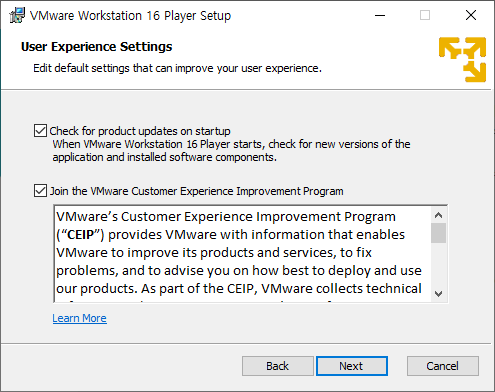 VMware Workstation 16 Player Setup
User Experience Settings
Edit default settings that can improve your user experience.
Check for product updates on startup
When VMware Workstation 16 Player starts, check for new versions of the
application and installed software components.
Join the VMware Customer Experience Improvement Program
VMware's Customer Experience Improvement Program
(“CEIP”) provides VMware with information that enables
VMware to improve its products and services, to fix
problems, and to advise you on how best to deploy and use
our products. As part of the CEIP, VMware collects technical
Learn More
Back
Next
Cancel